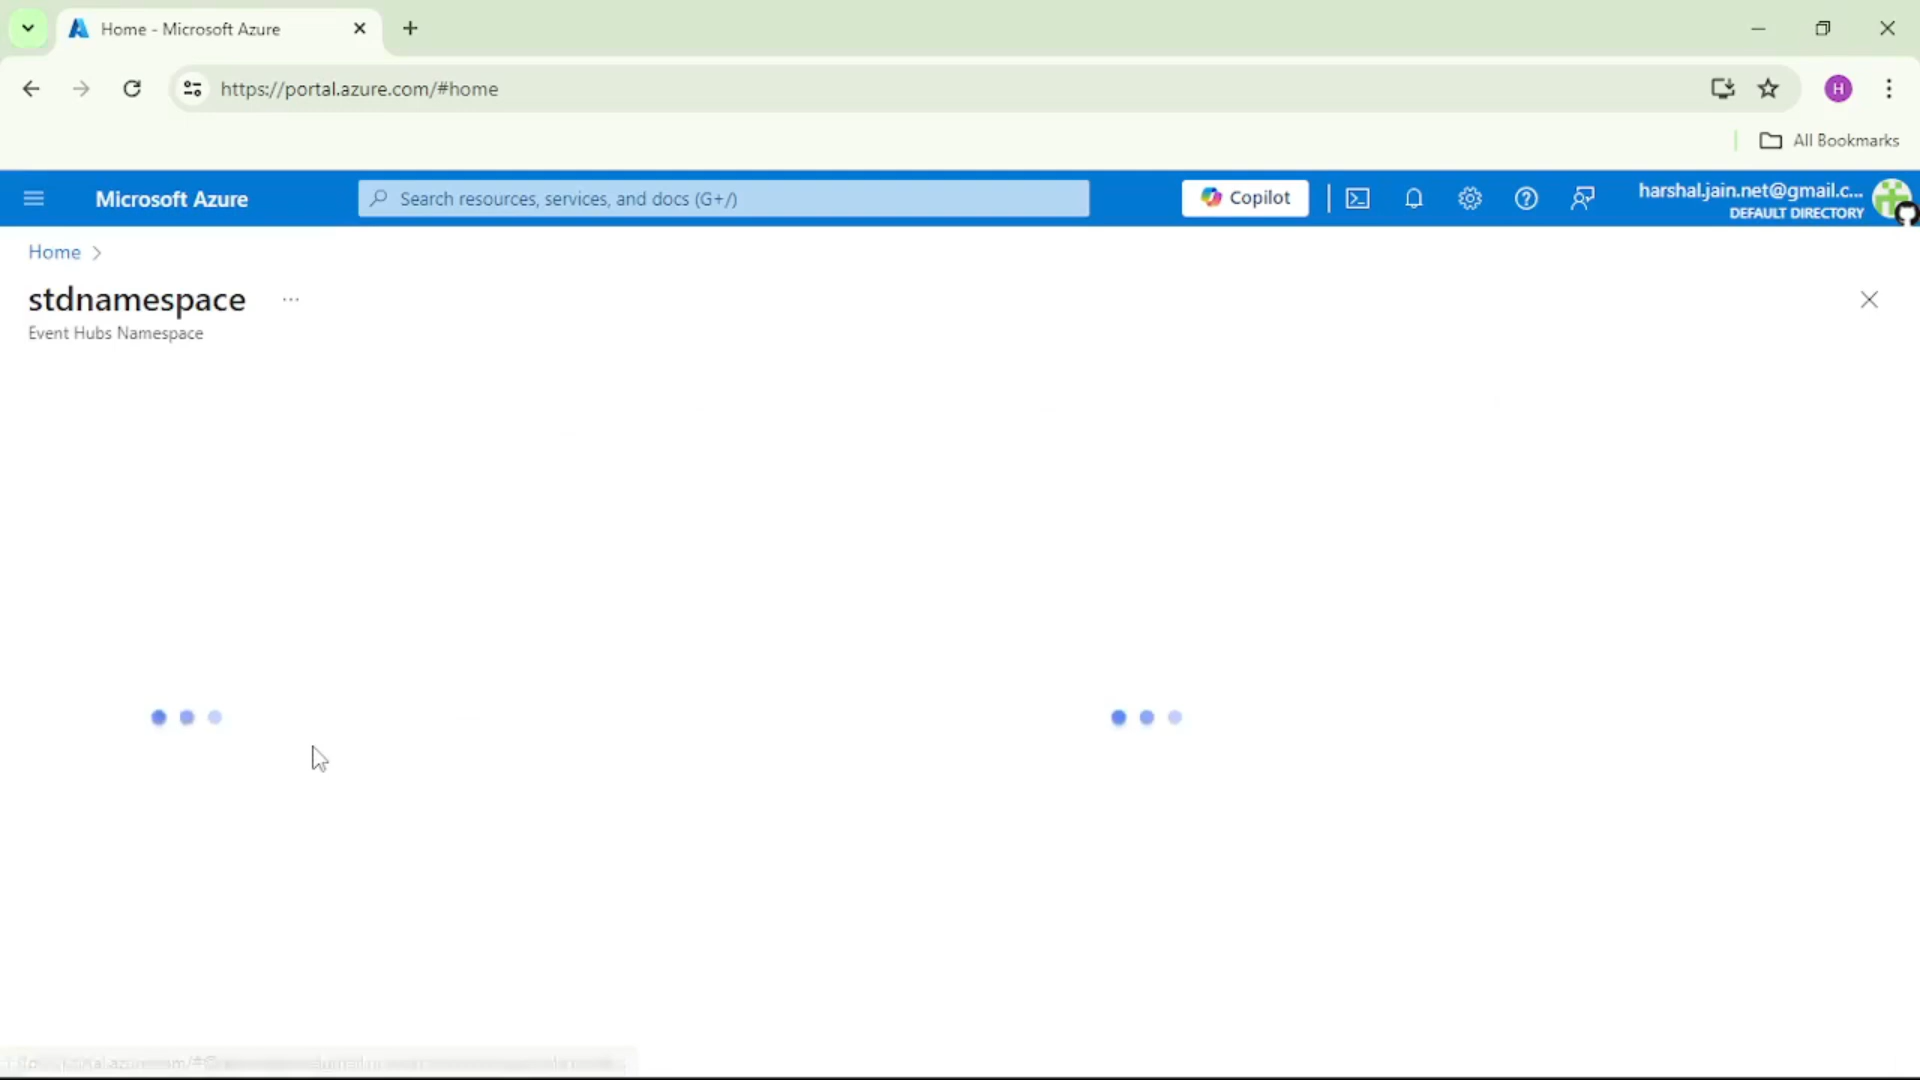 Home - Microsoft Azure
https://portal.azure.com/#home
H
All Bookmarks
Microsoft Azure
Search resources, services, and docs (G+/)
Copilot
harshal.jain.net@gmail.c...
DEFAULT DIRECTORY
Home
stdnamespace
Event Hubs Namespace